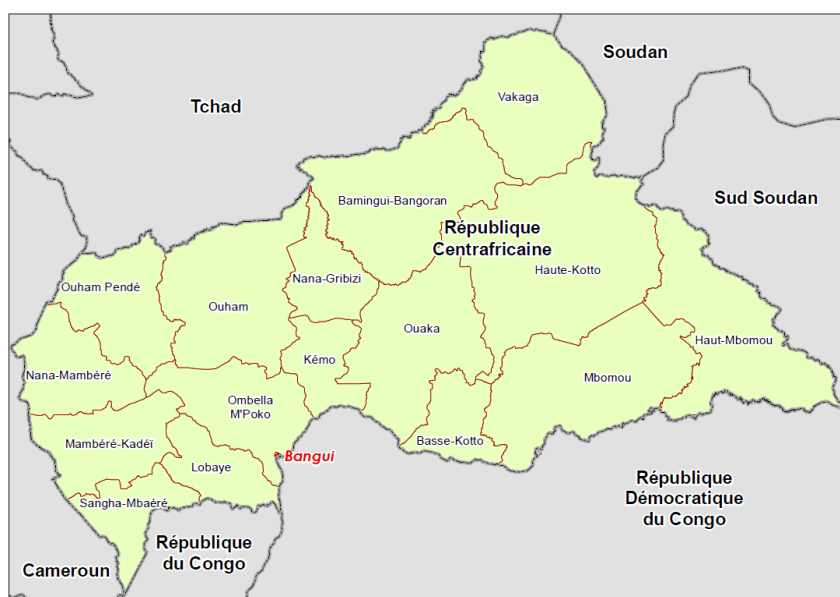 Soudan
Tchad
Vakaga
Sud Soudan
Bamingui-Bangoran
République
Centrafricaine
Haute-Kotto
Ouham Pendé
Ouham
Nana-Gribizi
Ouaka
Haut-Mbomou
Kémo
Nana-Mambéré
Mbomou
Ombella
M'Poko
Mambéré-Kadéï
Basse-Kotto
Bangui
Lobaye
République
Démocratique
du Congo
Sangha-Mbaéré
République
du Congo
Cameroun